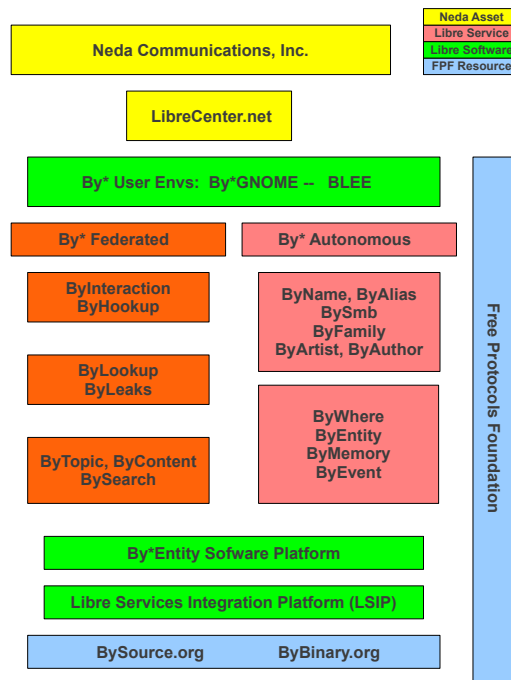 Neda Asset
Libre Service
Libre Software
FPF Resource
Neda Communications, Inc.
LibreCenter.net
By* User Envs: By*GNOME -- BLEE
By* Federated
By* Autonomous
ByInteraction
ByHookup
ByName, ByAlias
BySmb
ByFamily
ByArtist, ByAuthor
ByLookup
ByLeaks
ByWhere
ByEntity
ByMemory
ByEvent
ByTopic, ByContent
BySearch
Free Protocols Foundation
By*Entity Sofware Platform
Libre Services Integration Platform (LSIP)
BySource.org ByBinary.org